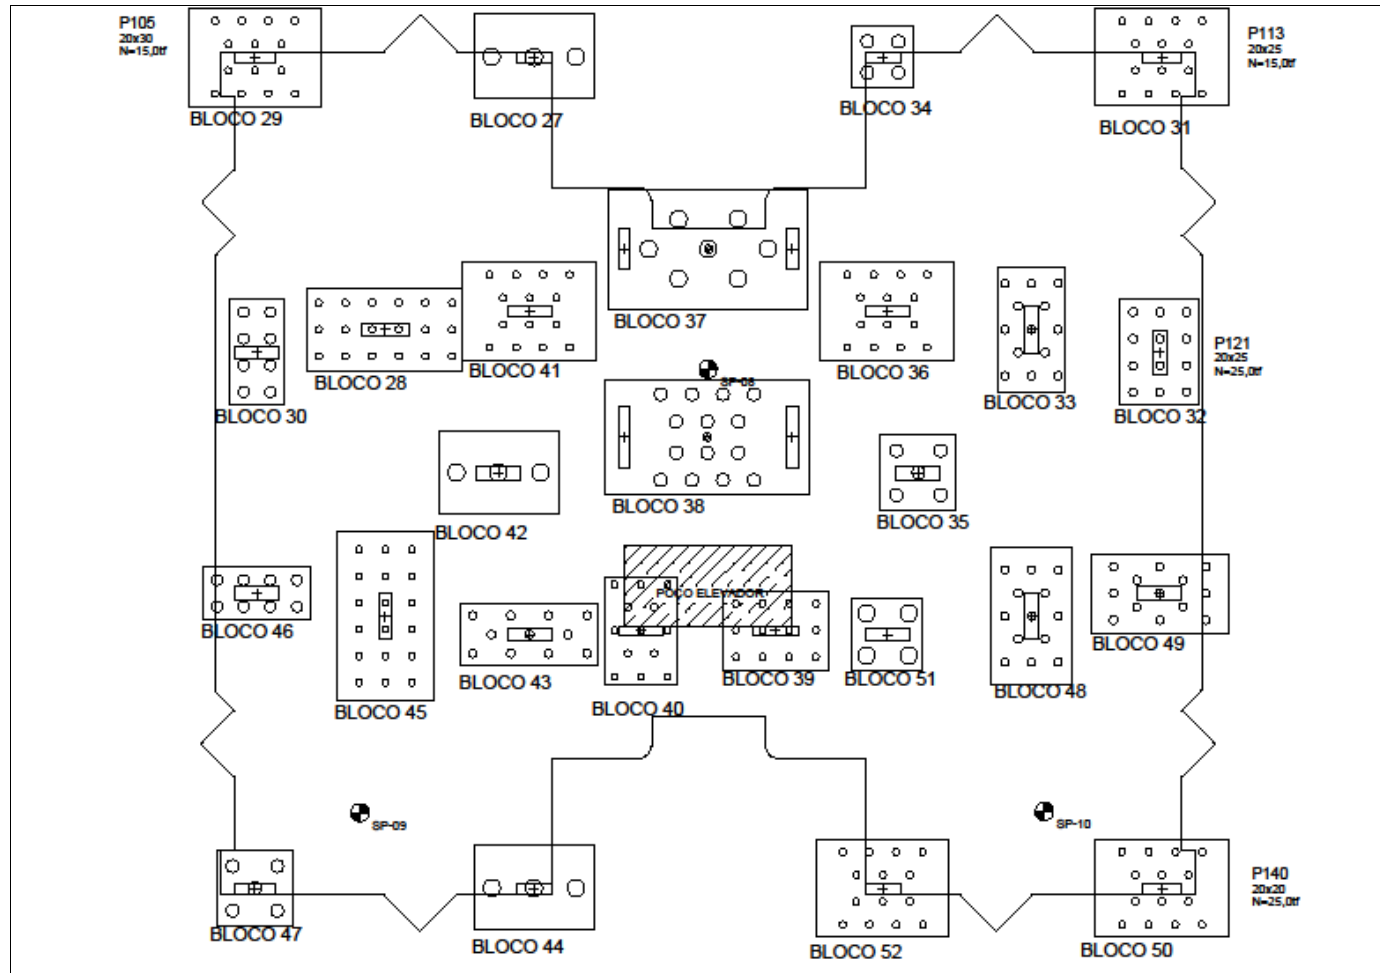 P105
20x30
N=15,0tf
P113
20x25
N=15,0tf
BLOCO 29
BLOCO 27
BLOCO 34
BLOCO 31
BLOCO 37
P121
20x25
N=25,0tf
BLOCO 28
BLOCO 41
BLOCO 36
SP-08
BLOCO 33
BLOCO 30
BLOCO 32
BLOCO 42
BLOCO 38
BLOCO 35
POÇO ELEVADOR
BLOCO 46
BLOCO 43
BLOCO 39
BLOCO 51
BLOCO 49
BLOCO 45
BLOCO 40
BLOCO 48
SP-09
SP-10
P140
20x20
N=25,0tf
BLOCO 47
BLOCO 44
BLOCO 52
BLOCO 50